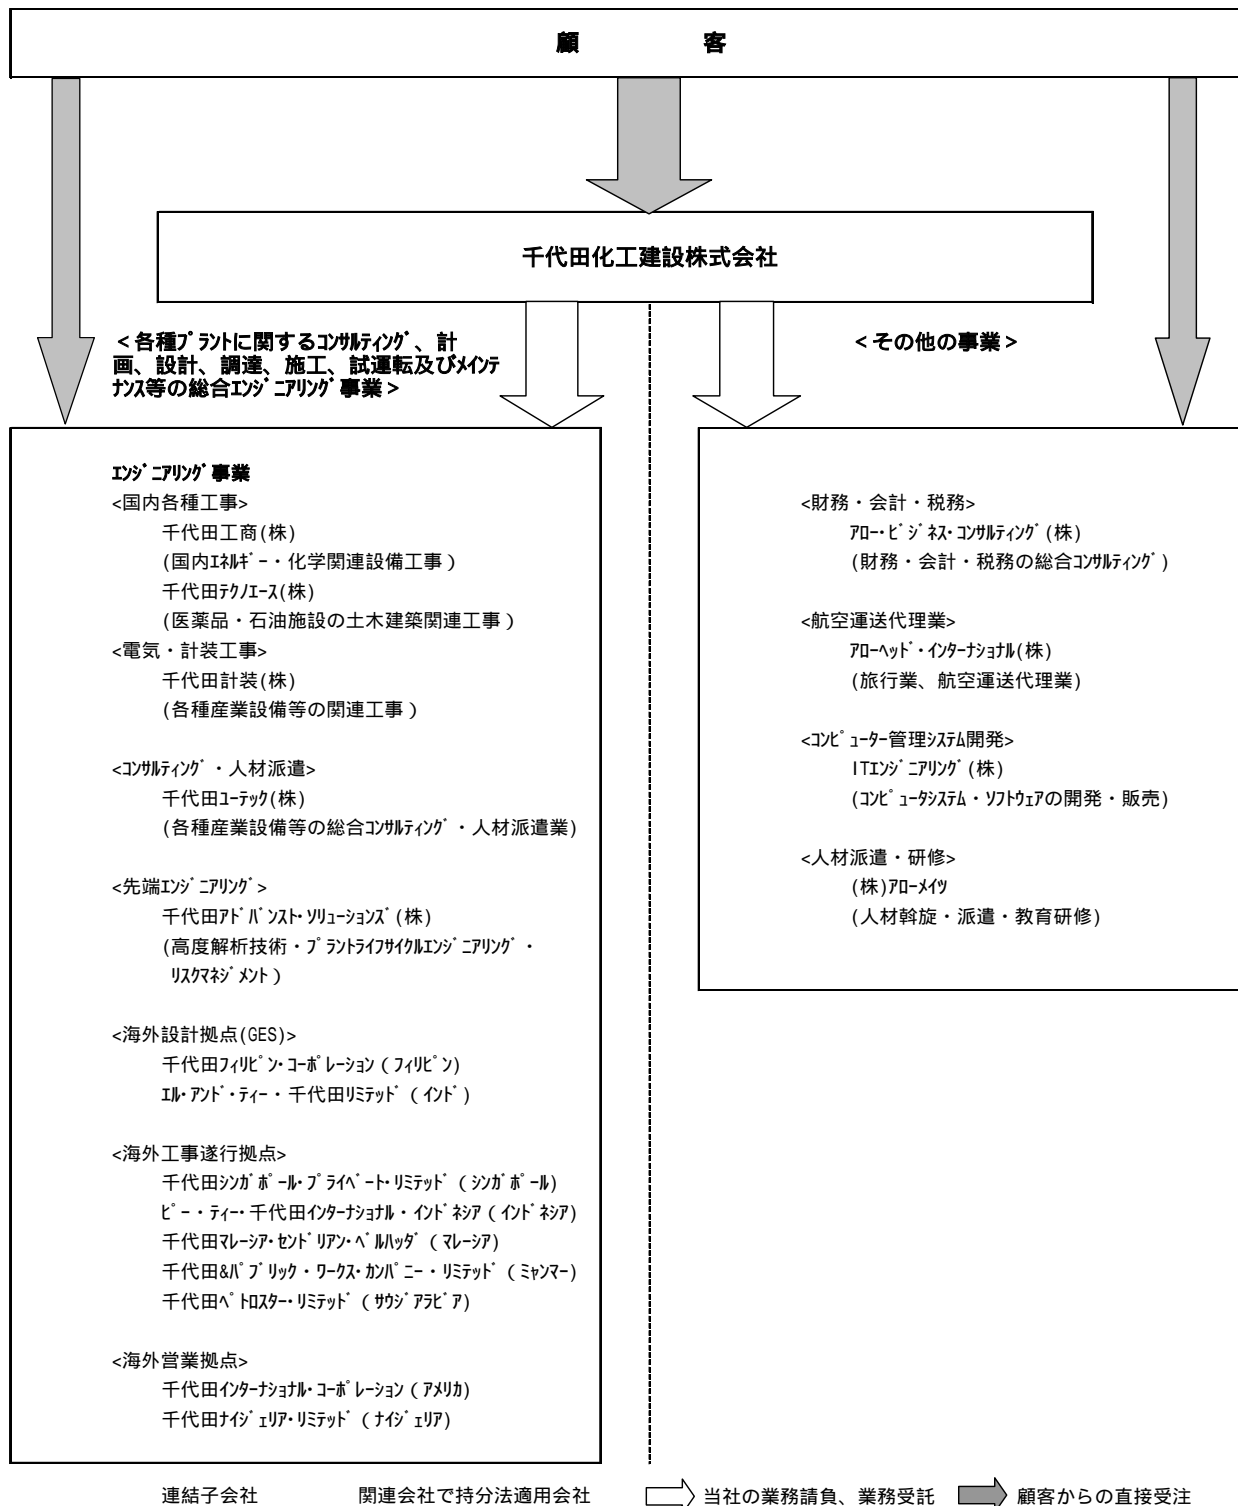 顧　　　　客
千代田化工建設株式会社
＜各種プラントに関するコンサルティング、計
画、設計、調達、施工、試運転及びメインテ
ナンス等の総合エンジニアリング事業＞
＜その他の事業＞
エンジニアリング事業
<国内各種工事>
千代田工商(株)
(国内エネルギー・化学関連設備工事）
千代田テクノエース(株)
(医薬品・石油施設の土木建築関連工事）
<電気・計装工事>
千代田計装(株)
(各種産業設備等の関連工事）
<コンサルティング・人材派遣>
千代田ユーテック(株)
(各種産業設備等の総合コンサルティング・人材派遣業)
<先端エンジニアリング>
千代田アドバンスト・ソリューションズ(株)
(高度解析技術・プラントライフサイクルエンジニアリング・
リスクマネジメント）
<海外設計拠点(GES)>
千代田フィリピン・コーポレーション（フィリピン)
エル・アンド・ティー・千代田リミテッド（インド)
<海外工事遂行拠点>
千代田シンガポール・プライベート・リミテッド（シンガポール)
ピー・ティー・千代田インターナショナル・インドネシア（インドネシア)
千代田マレーシア・センドリアン・ベルハッダ（マレーシア)
千代田&パブリック・ワークス・カンパニー・リミテッド（ミャンマー)
千代田ペトロスター・リミテッド（サウジアラビア)
<海外営業拠点>
千代田インターナショナル・コーポレーション（アメリカ)
千代田ナイジェリア・リミテッド（ナイジェリア)
<財務・会計・税務>
アロー・ビジネス・コンサルティング(株)
(財務・会計・税務の総合コンサルティング)
<航空運送代理業>
アローヘッド・インターナショナル(株)
(旅行業、航空運送代理業)
<コンピューター管理システム開発>
ITエンジニアリング(株)
(コンピュータシステム・ソフトウェアの開発・販売)
<人材派遣・研修>
(株)アローメイツ
(人材斡旋・派遣・教育研修)
連結子会社　関連会社で持分法適用会社　当社の業務請負、業務受託　顧客からの直接受注